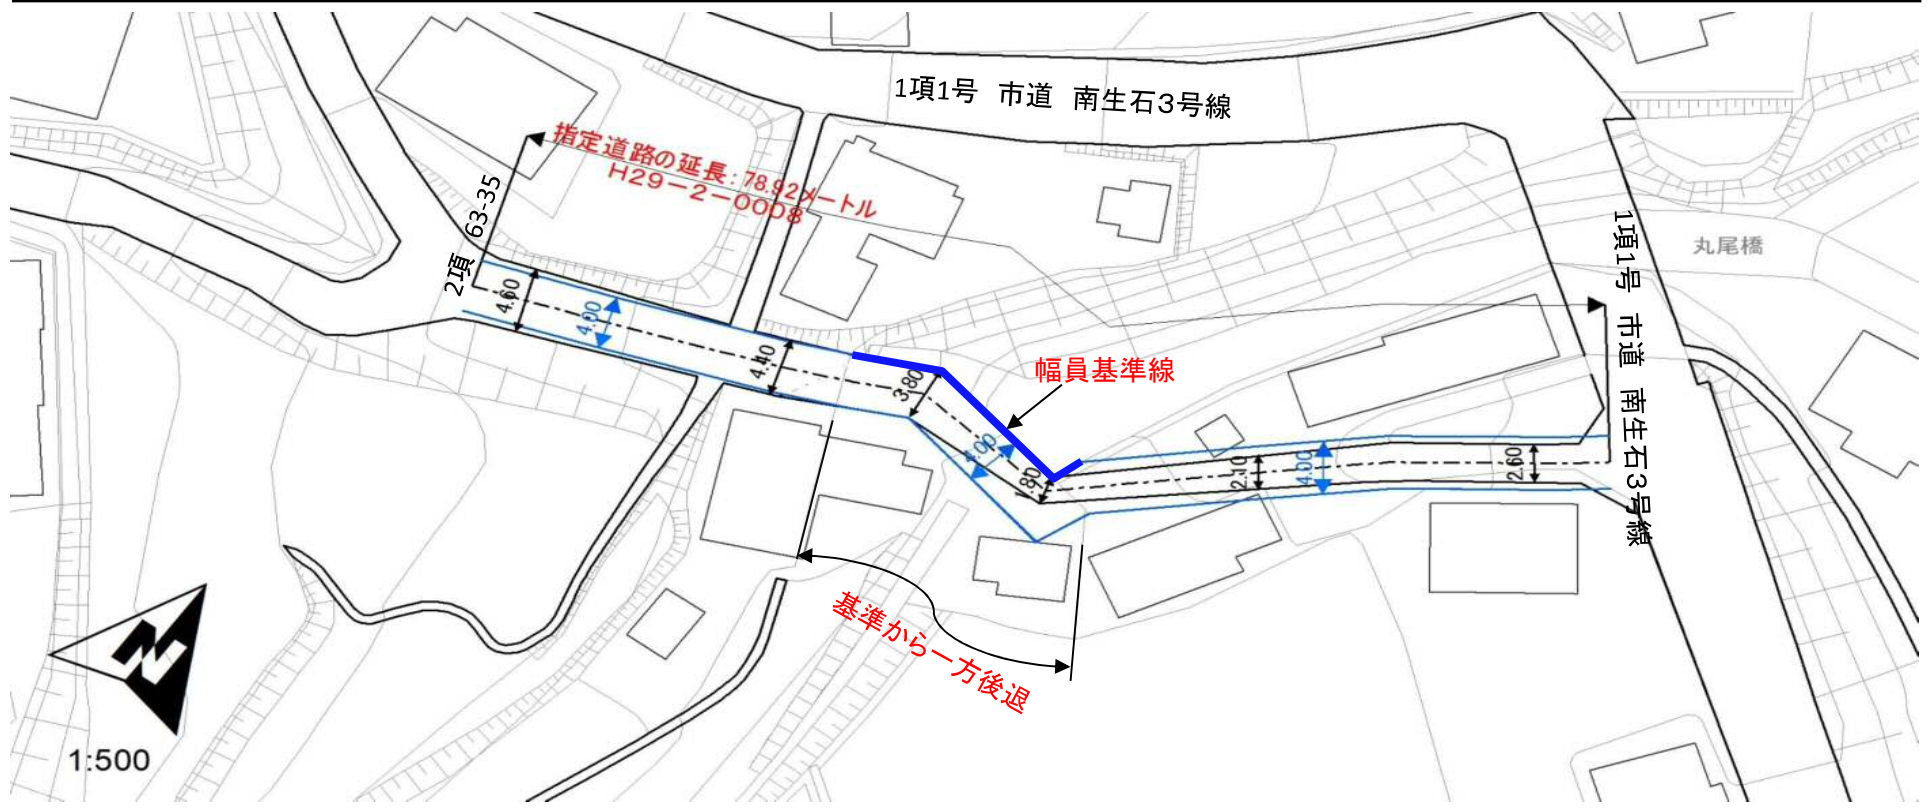 1項1号 市道 南生石3号線
指定道路の延長:78.92メートル
H29-2-0008
2項 63-35
1項1号 市道 南生石3号線
丸尾橋
4.60
4.00
4.40
3.80
幅員基準線
4.00
1.80
2.10
4.00
2.60
基準から一方後退
N
1:500